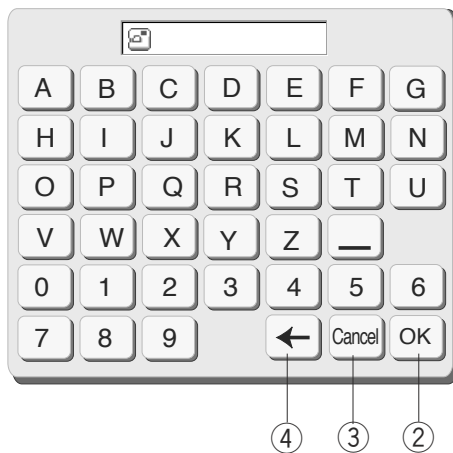 A B C D E F G
H I J K L M N
O P Q R S T U
V W X Y Z _
0 1 2 3 4 5 6
7 8 9 ← Cancel OK
④ ③ ②